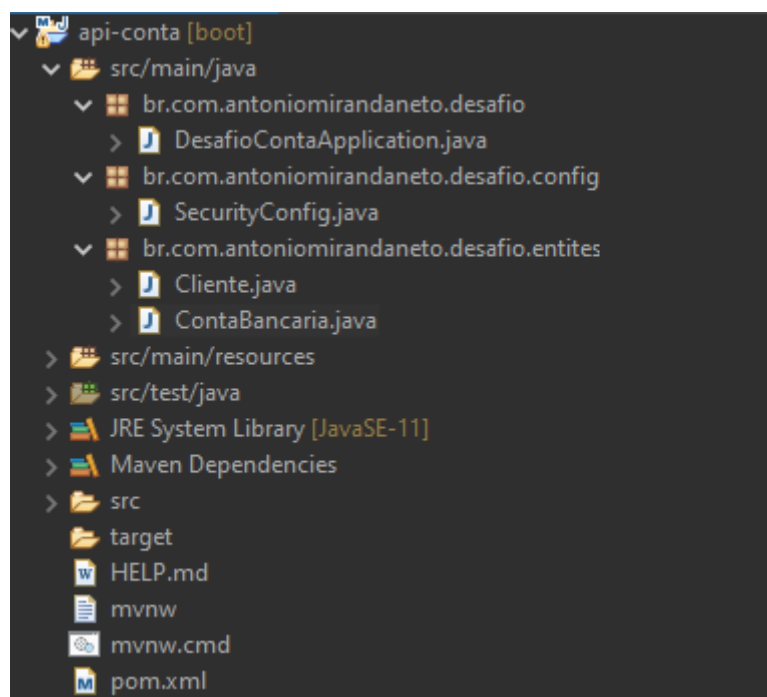 api-conta [boot]
src/main/java
br.com.antoniomirandaneto.desafio
DesafioContaApplication.java
br.com.antoniomirandaneto.desafio.config
SecurityConfig.java
br.com.antoniomirandaneto.desafio.entites
Cliente.java
ContaBancaria.java
src/main/resources
src/test/java
JRE System Library [JavaSE-11]
Maven Dependencies
src
target
HELP.md
mvnw
mvnw.cmd
pom.xml